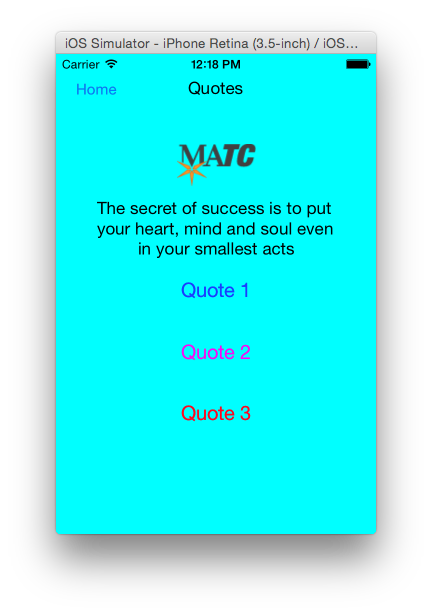 iOS Simulator - iPhone Retina (3.5-inch) / iOS...
Carrier 12:18 PM
Home Quotes
MATC
The secret of success is to put
your heart, mind and soul even
in your smallest acts
Quote 1
Quote 2
Quote 3